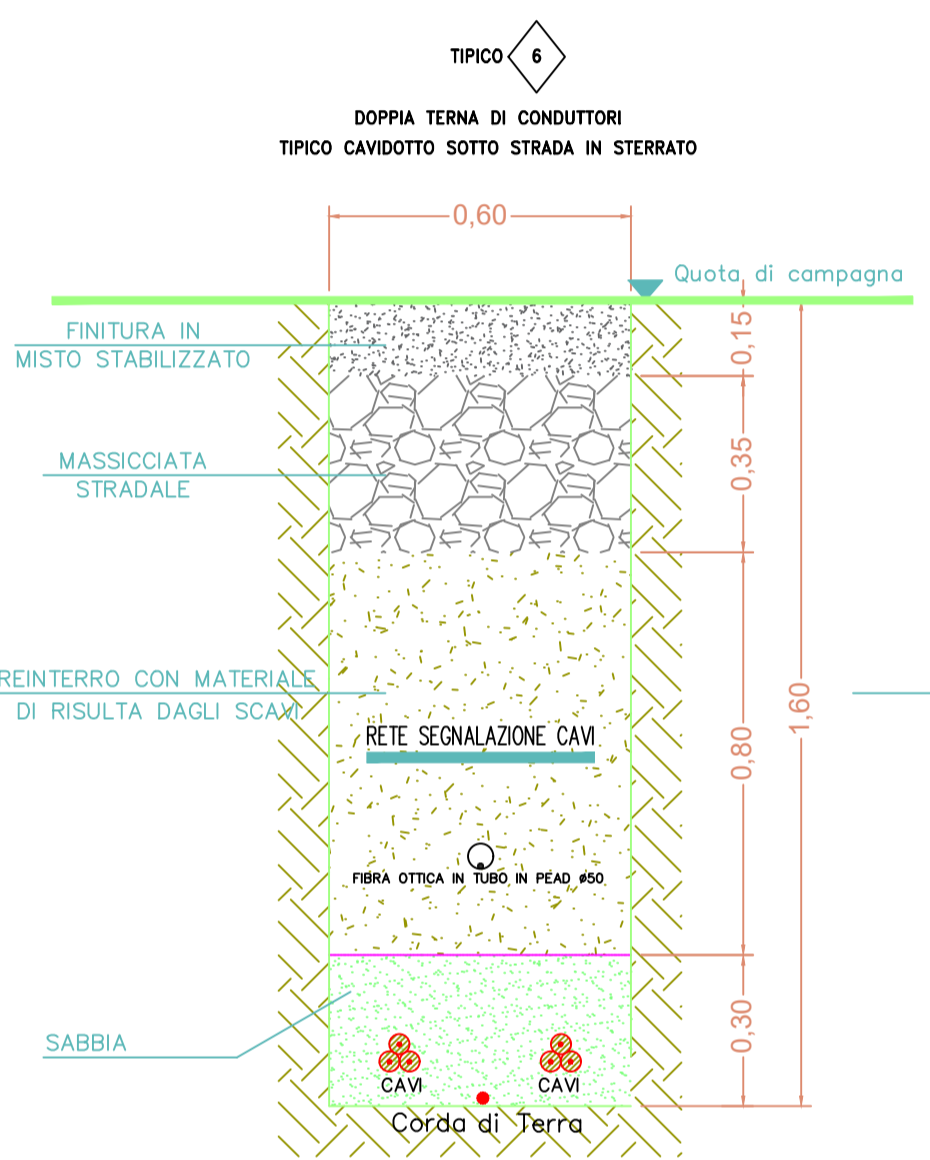 TIPICO 6
DOPPIA TERNA DI CONDUTTORI
TIPICO CAVIDOTTO SOTTO STRADA IN STERRATO
0,60
Quota di campagna
FINITURA IN
MISTO STABILIZZATO
0,15
MASSICCIATA
STRADALE
0,35
REINTERRO CON MATERIALE
DI RISULTA DAGLI SCAVI
1,60
RETE SEGNALAZIONE CAVI
0,80
FIBRA OTTICA IN TUBO IN PEAD ø50
0,30
SABBIA
CAVI
CAVI
Corda di Terra